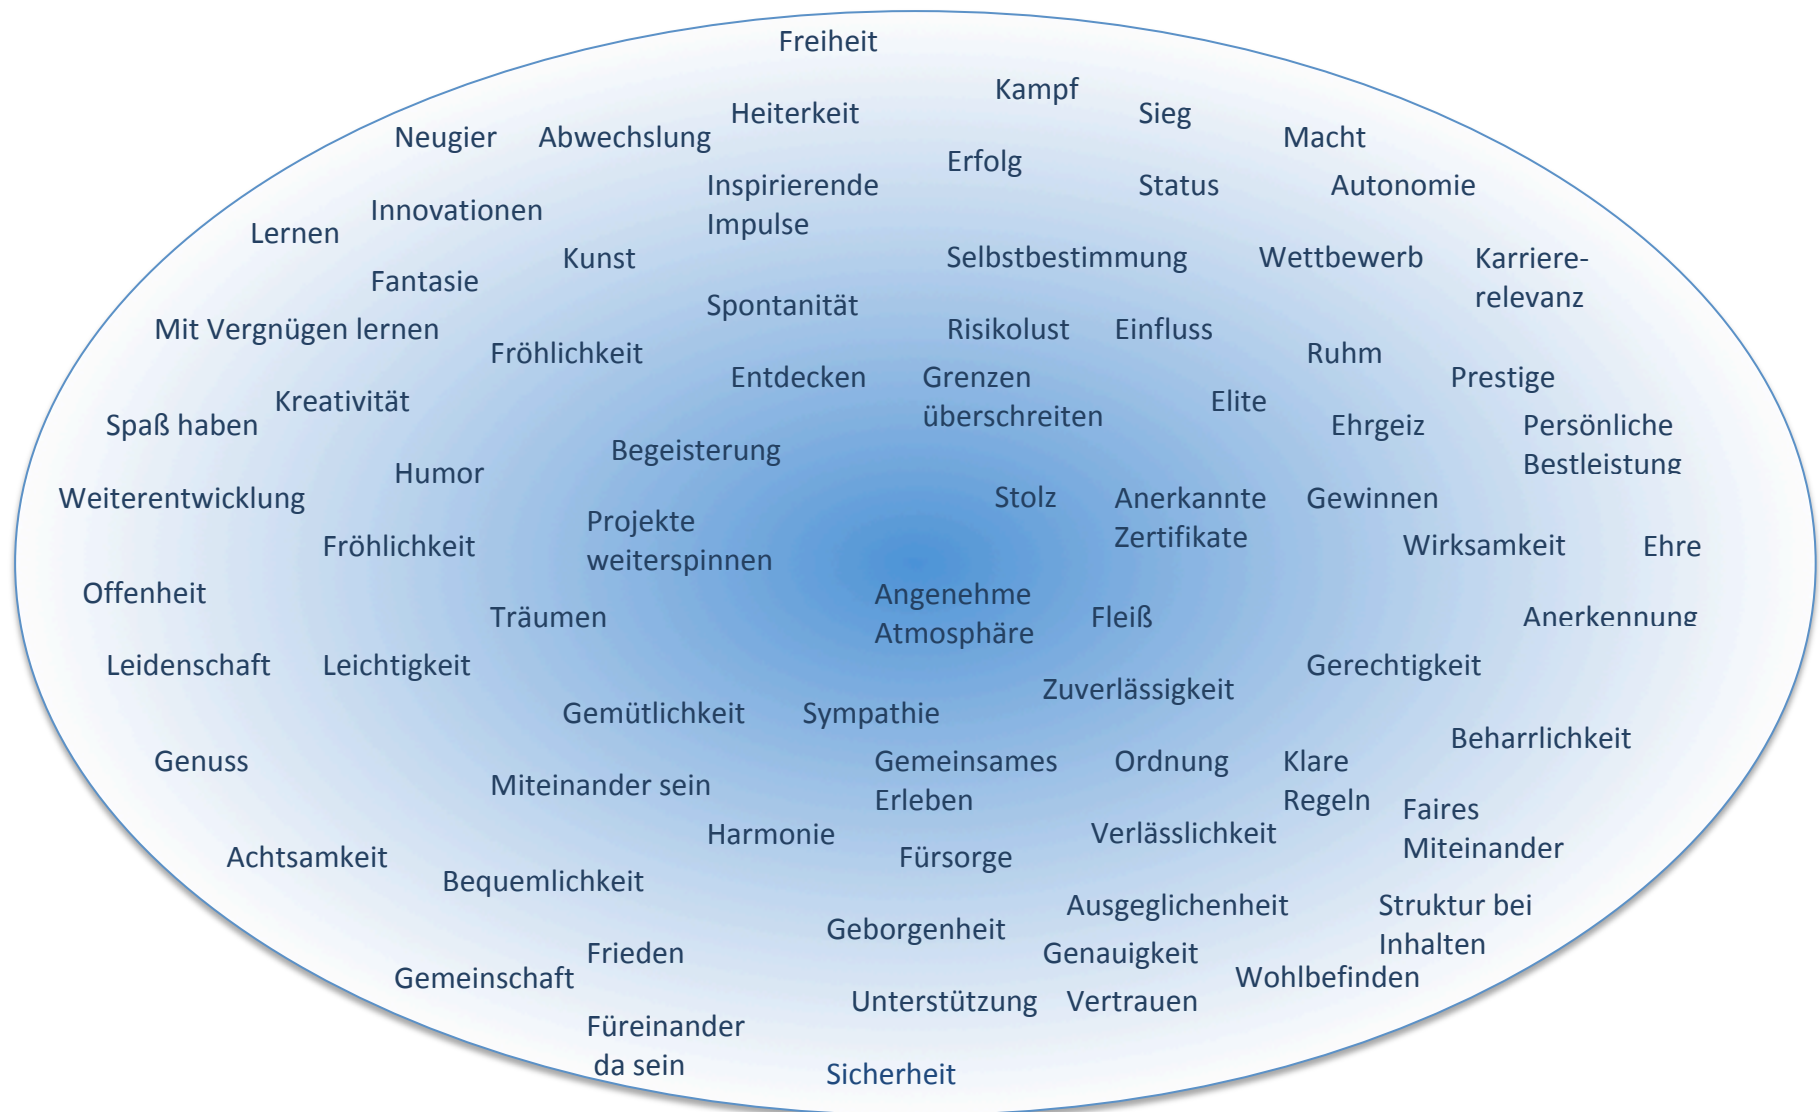 Freiheit
Kampf
Heiterkeit
Sieg
Neugier
Abwechslung
Macht
Erfolg
Inspirierende
Impulse
Status
Autonomie
Innovationen
Lernen
Kunst
Selbstbestimmung
Wettbewerb
Karriere-
relevanz
Fantasie
Spontanität
Mit Vergnügen lernen
Risikolust
Einfluss
Fröhlichkeit
Ruhm
Entdecken
Grenzen
überschreiten
Prestige
Kreativität
Elite
Spaß haben
Ehrgeiz
Persönliche
Bestleistung
Begeisterung
Humor
Weiterentwicklung
Stolz
Anerkannte
Zertifikate
Gewinnen
Projekte
weiterspinnen
Fröhlichkeit
Wirksamkeit
Ehre
Offenheit
Angenehme
Atmosphäre
Träumen
Fleiß
Anerkennung
Leidenschaft
Leichtigkeit
Gerechtigkeit
Zuverlässigkeit
Gemütlichkeit
Sympathie
Beharrlichkeit
Genuss
Gemeinsames
Erleben
Ordnung
Klare
Regeln
Miteinander sein
Faires
Miteinander
Harmonie
Verlässlichkeit
Achtsamkeit
Fürsorge
Bequemlichkeit
Ausgeglichenheit
Struktur bei
Inhalten
Geborgenheit
Frieden
Genauigkeit
Gemeinschaft
Wohlbefinden
Unterstützung
Vertrauen
Füreinander
da sein
Sicherheit